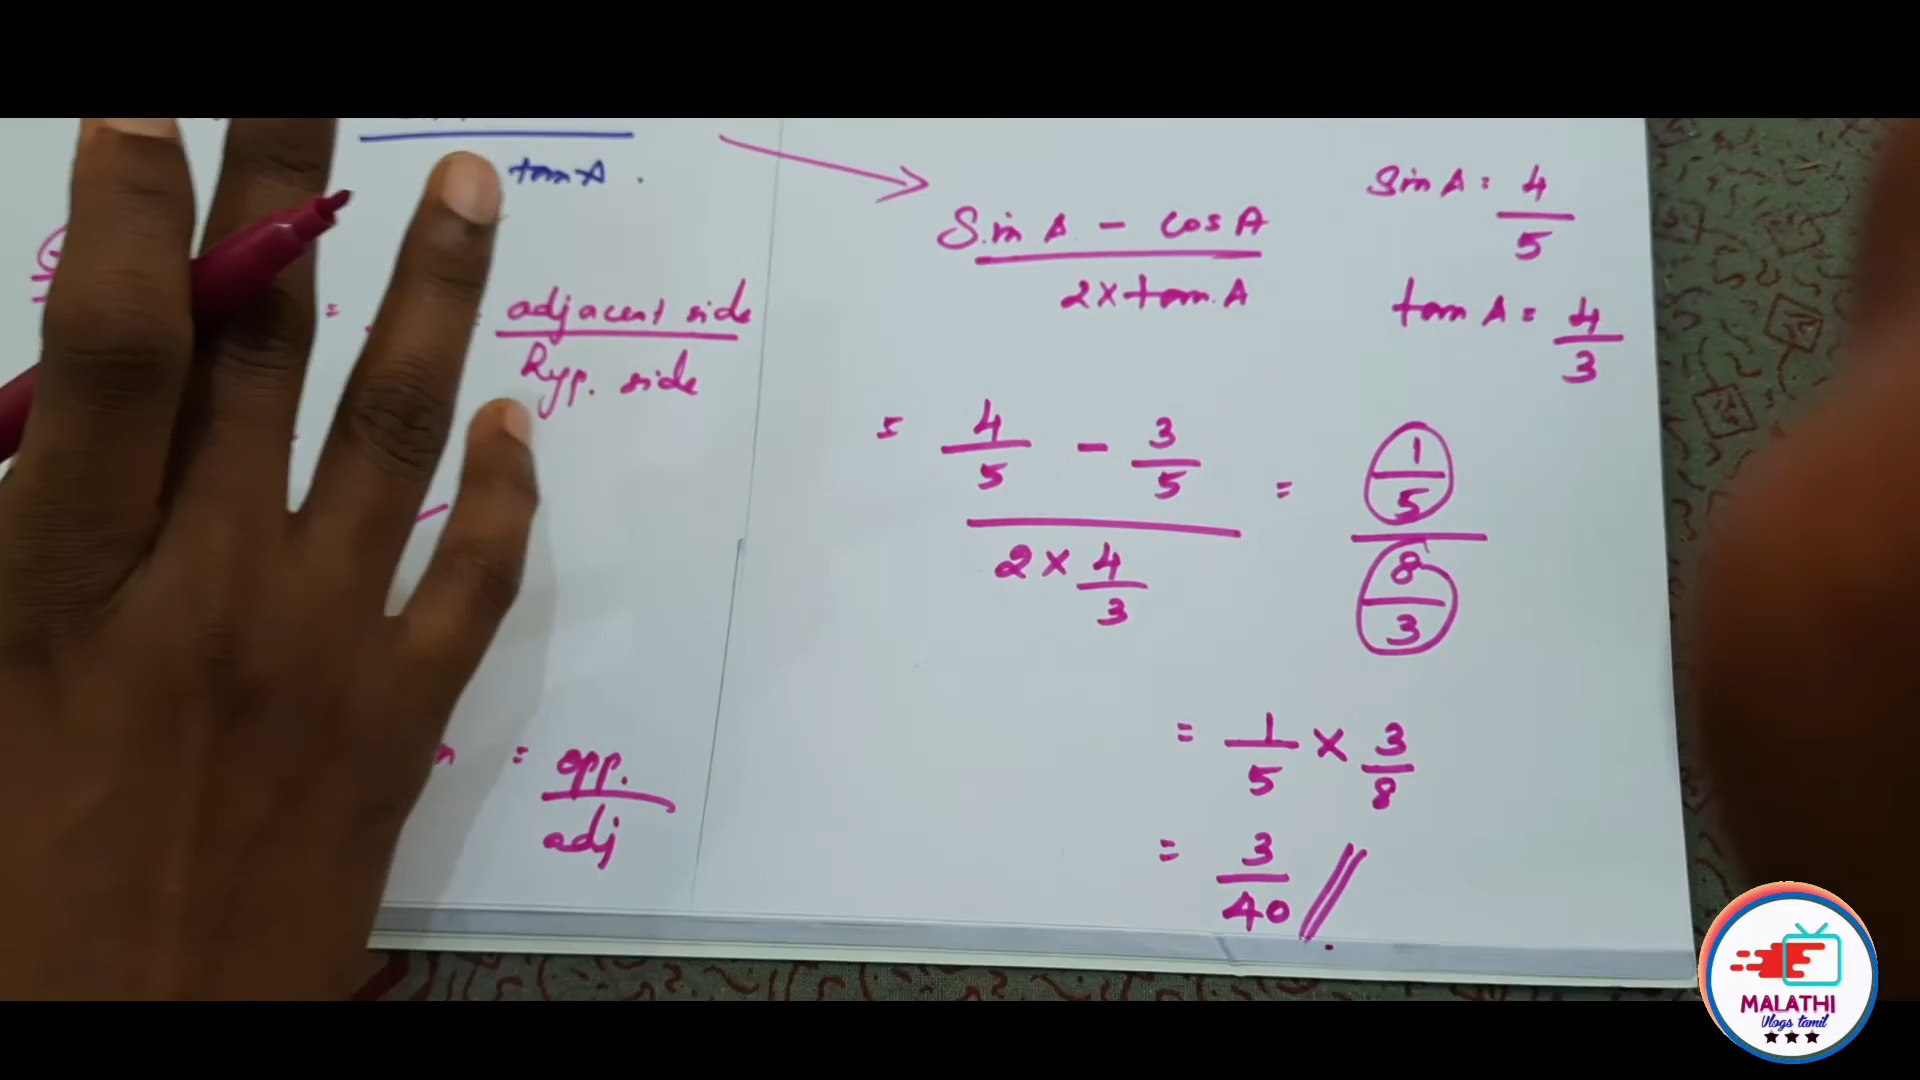 tan A .
= adjacent side
Ryp. side
= opp.
adj
Sin A - cos A
2 × tan. A
sin A = 4
5
tan A = 4
3
= 4 - 3
5 5
2 × 4
3
= 1
5
8
3
= 1 × 3
5 8
= 3
40 //
MALATHI
Vlogs tamil